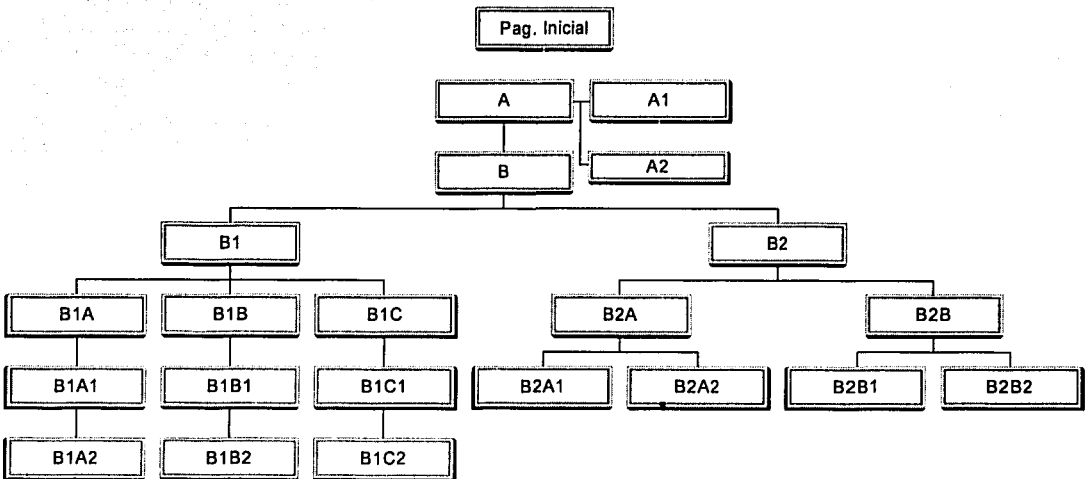 Pag. Inicial
A
A1
B
A2
B1
B2
B1A
B1B
B1C
B2A
B2B
B1A1
B1B1
B1C1
B2A1
B2A2
B2B1
B2B2
B1A2
B1B2
B1C2